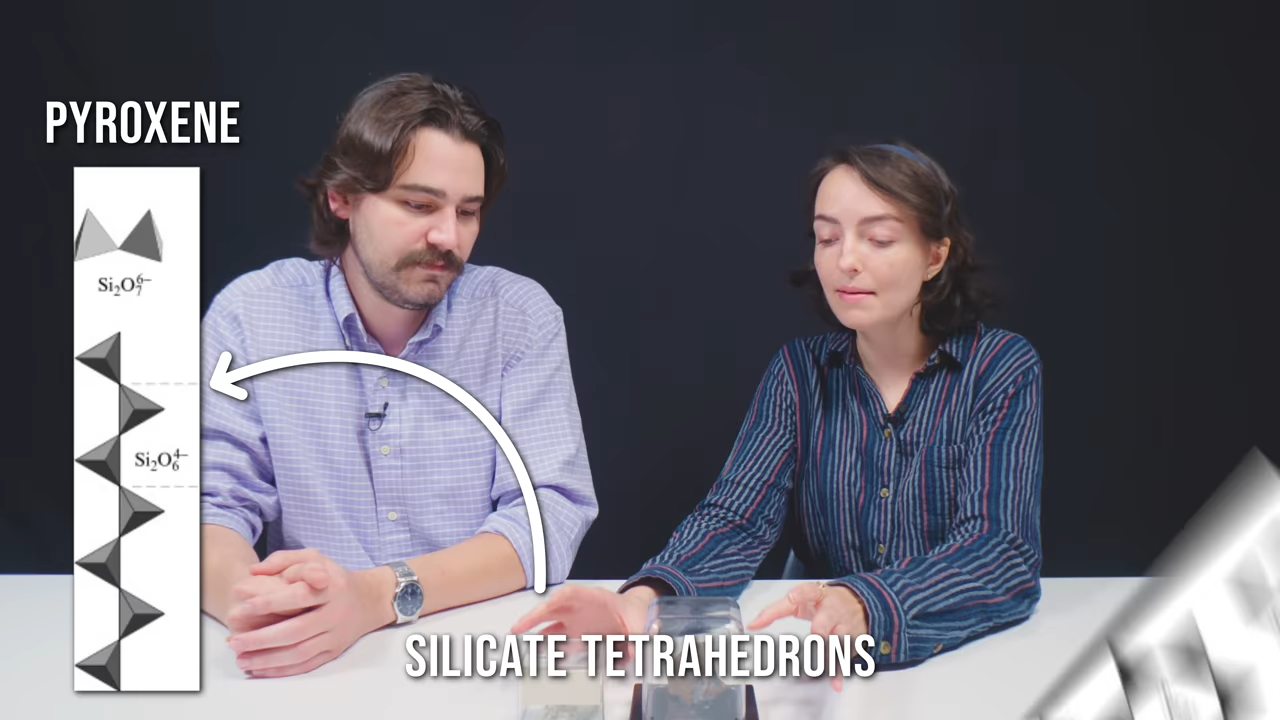 PYROXENE
Si₂O₇⁶⁻
Si₂O₆⁴⁻
SILICATE TETRAHEDRONS